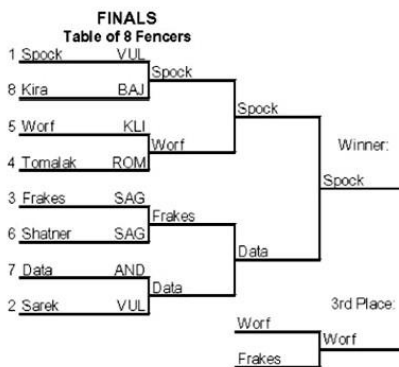 FINALS
Table of 8 Fencers
1 Spock VUL
Spock
8 Kira BAJ
Spock
5 Worf KLI
Worf
4 Tomalak ROM
Winner:
Spock
3 Frakes SAG
Frakes
6 Shatner SAG
Data
7 Data AND
Data
2 Sarek VUL
3rd Place:
Worf
Worf
Frakes